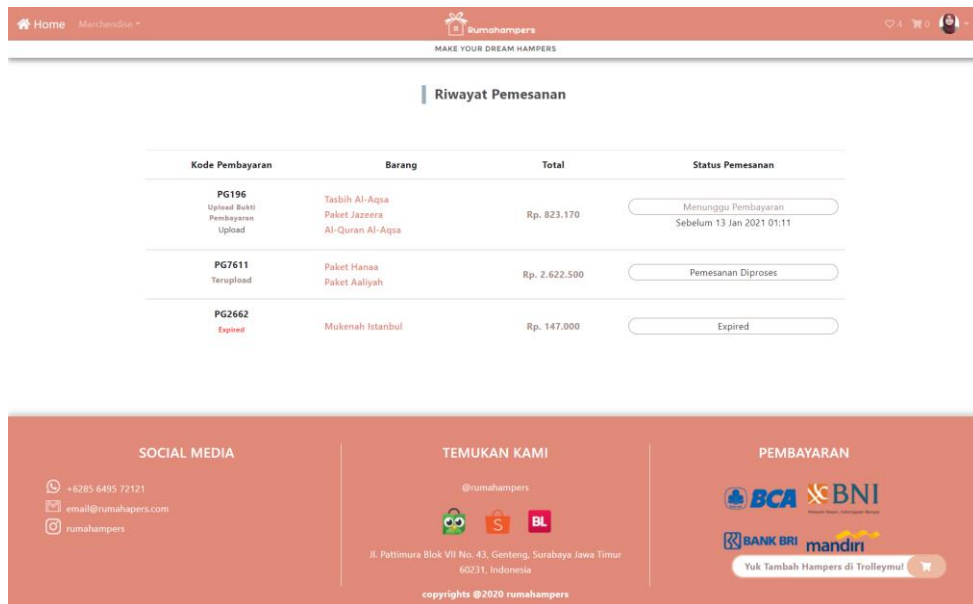 Home Marchendise
Rumahampers
4 0
MAKE YOUR DREAM HAMPERS
Riwayat Pemesanan
Kode Pembayaran Barang Total Status Pemesanan
PG196
Upload Bukti
Pembayaran
Upload
Tasbih Al-Aqsa
Paket Jazeera
Al-Quran Al-Aqsa
Rp. 823.170
Menunggu Pembayaran
Sebelum 13 Jan 2021 01:11
PG7611
Terupload
Paket Hanaa
Paket Aaliyah
Rp. 2.622.500
Pemesanan Diproses
PG2662
Expired
Mukenah Istanbul
Rp. 147.000
Expired
SOCIAL MEDIA
+6285 6495 72121
email@rumahapers.com
rumahampers
TEMUKAN KAMI
@rumahampers
S
BL
Jl. Pattimura Blok VII No. 43, Genteng, Surabaya Jawa Timur
60231, Indonesia
copyrights @2020 rumahampers
PEMBAYARAN
BCA BNI
BANK BRI mandiri
Yuk Tambah Hampers di Trolleymu!